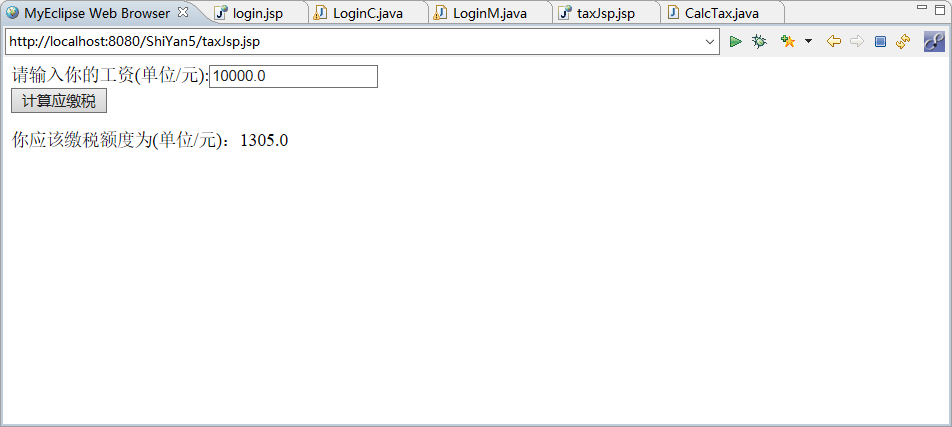 MyEclipse Web Browser login.jsp LoginC.java LoginM.java taxJsp.jsp CalcTax.java
http://localhost:8080/ShiYan5/taxJsp.jsp
请输入你的工资(单位/元):10000.0
计算应缴税
你应该缴税额度为(单位/元)：1305.0